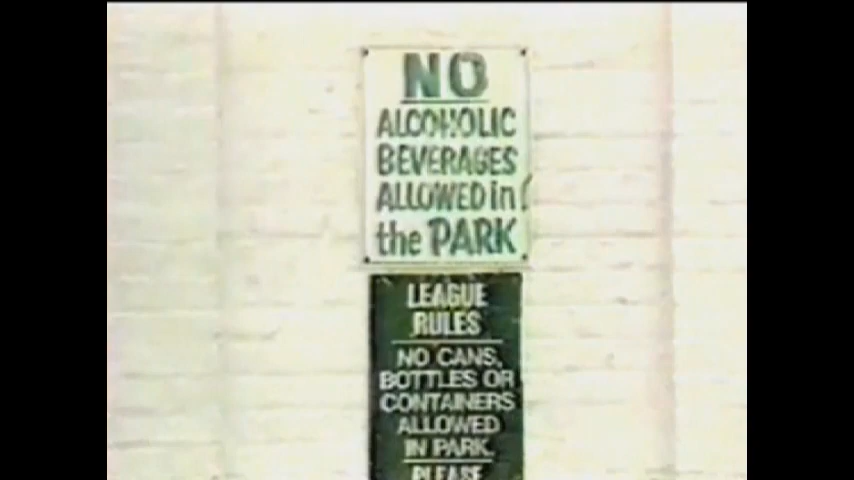 NO
ALCOHOLIC
BEVERAGES
ALLOWED in
the PARK
LEAGUE
RULES
NO CANS,
BOTTLES OR
CONTAINERS
ALLOWED
IN PARK.
PLEASE